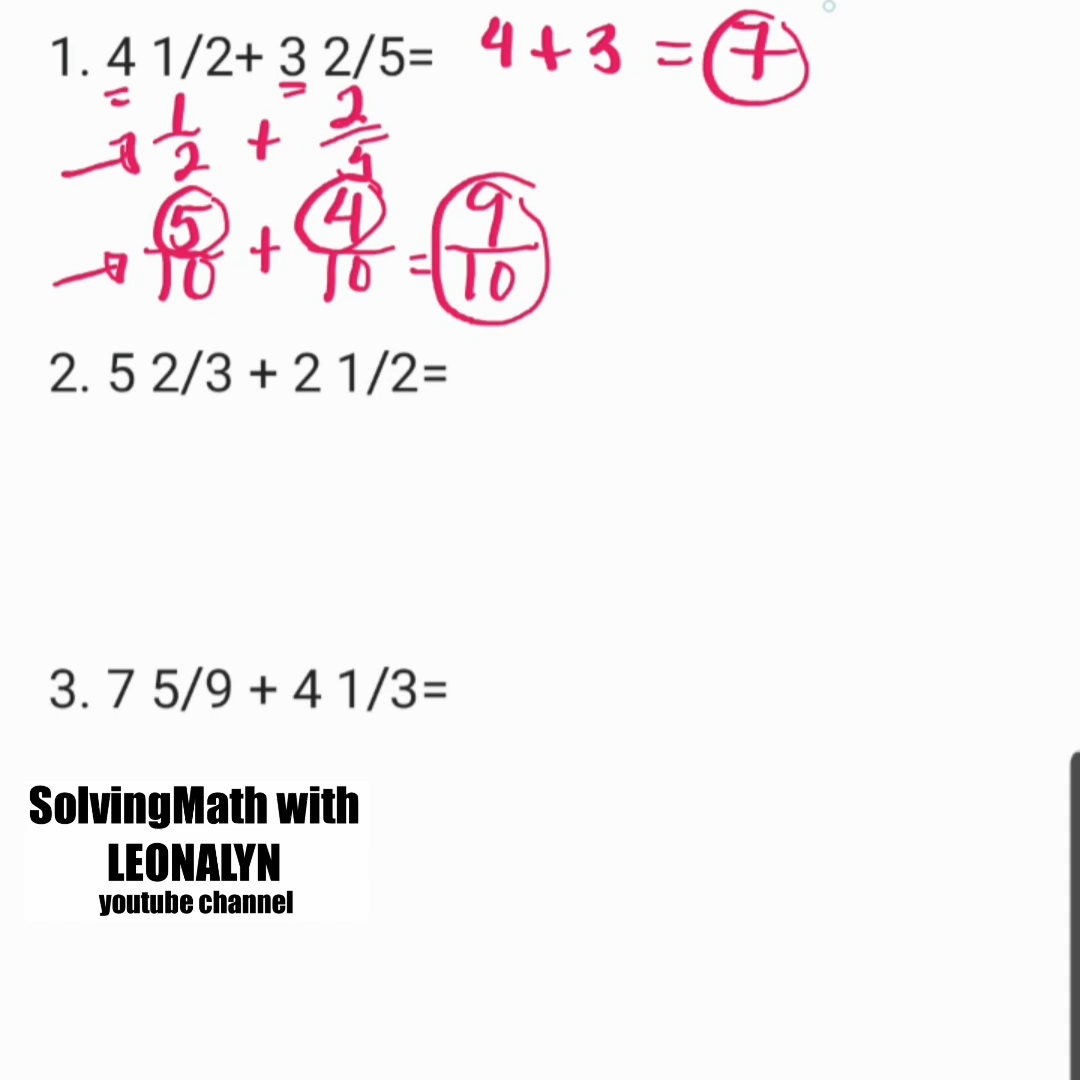 1. 4 1/2+ 3 2/5= 4 + 3 = 7
→ 1/2 + 2/5
→ 5/10 + 4/10 = 9/10
2. 5 2/3 + 2 1/2=
3. 7 5/9 + 4 1/3=
SolvingMath with
LEONALYN
youtube channel